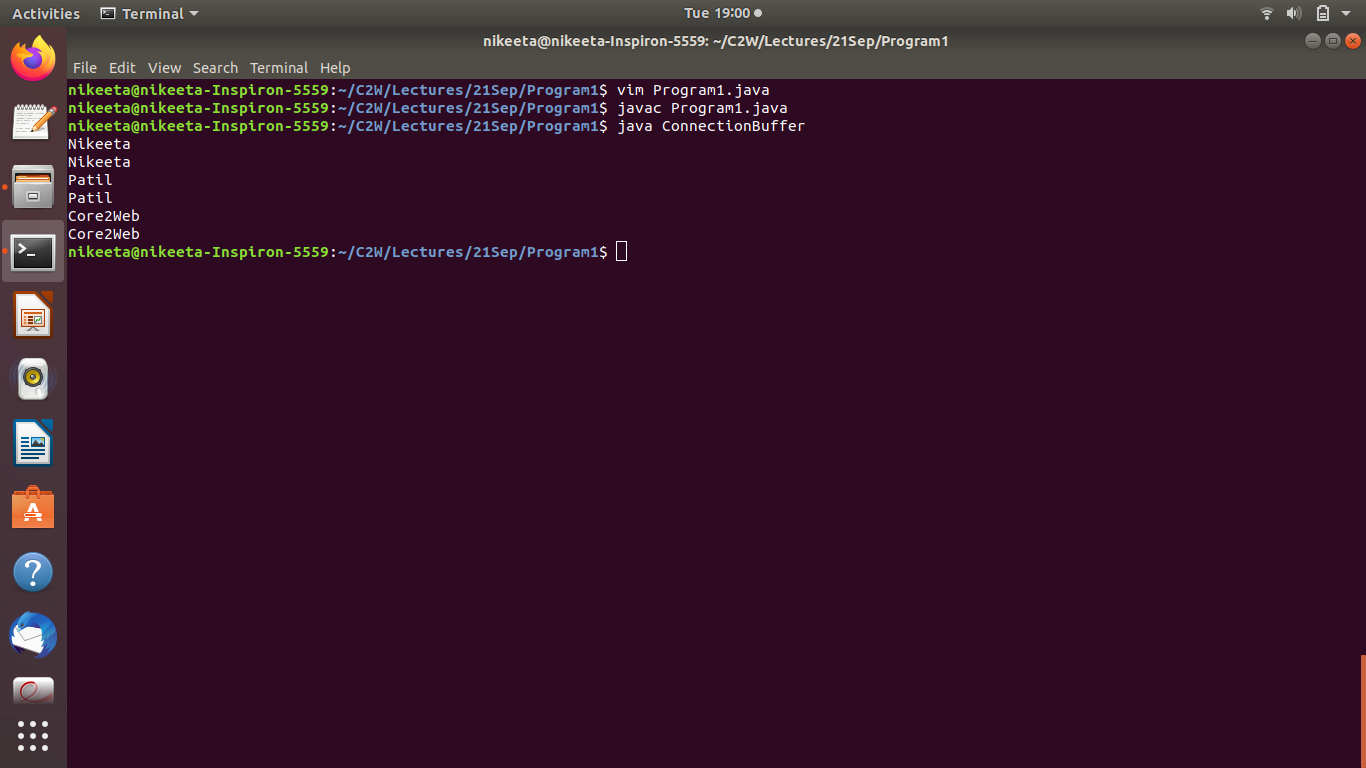 Activities Terminal Tue 19:00
nikeeta@nikeeta-Inspiron-5559: ~/C2W/Lectures/21Sep/Program1
File Edit View Search Terminal Help
nikeeta@nikeeta-Inspiron-5559:~/C2W/Lectures/21Sep/Program1$ vim Program1.java
nikeeta@nikeeta-Inspiron-5559:~/C2W/Lectures/21Sep/Program1$ javac Program1.java
nikeeta@nikeeta-Inspiron-5559:~/C2W/Lectures/21Sep/Program1$ java ConnectionBuffer
Nikeeta
Nikeeta
Patil
Patil
Core2Web
Core2Web
nikeeta@nikeeta-Inspiron-5559:~/C2W/Lectures/21Sep/Program1$